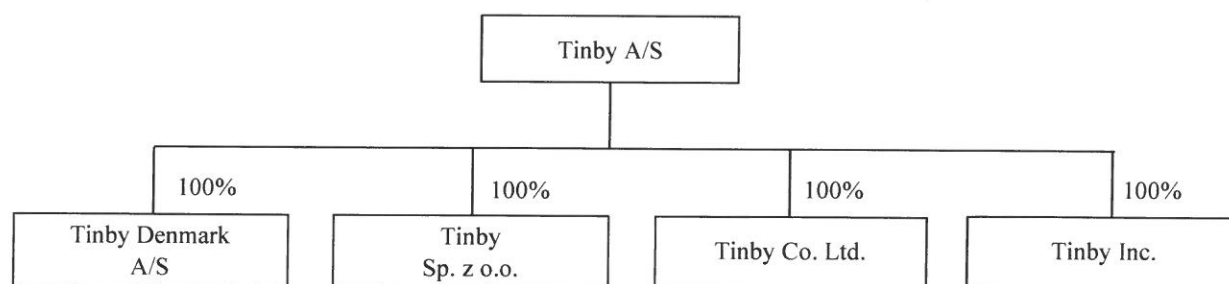 Tinby A/S
100%
100%
100%
100%
Tinby Denmark
A/S
Tinby
Sp. z o.o.
Tinby Co. Ltd.
Tinby Inc.